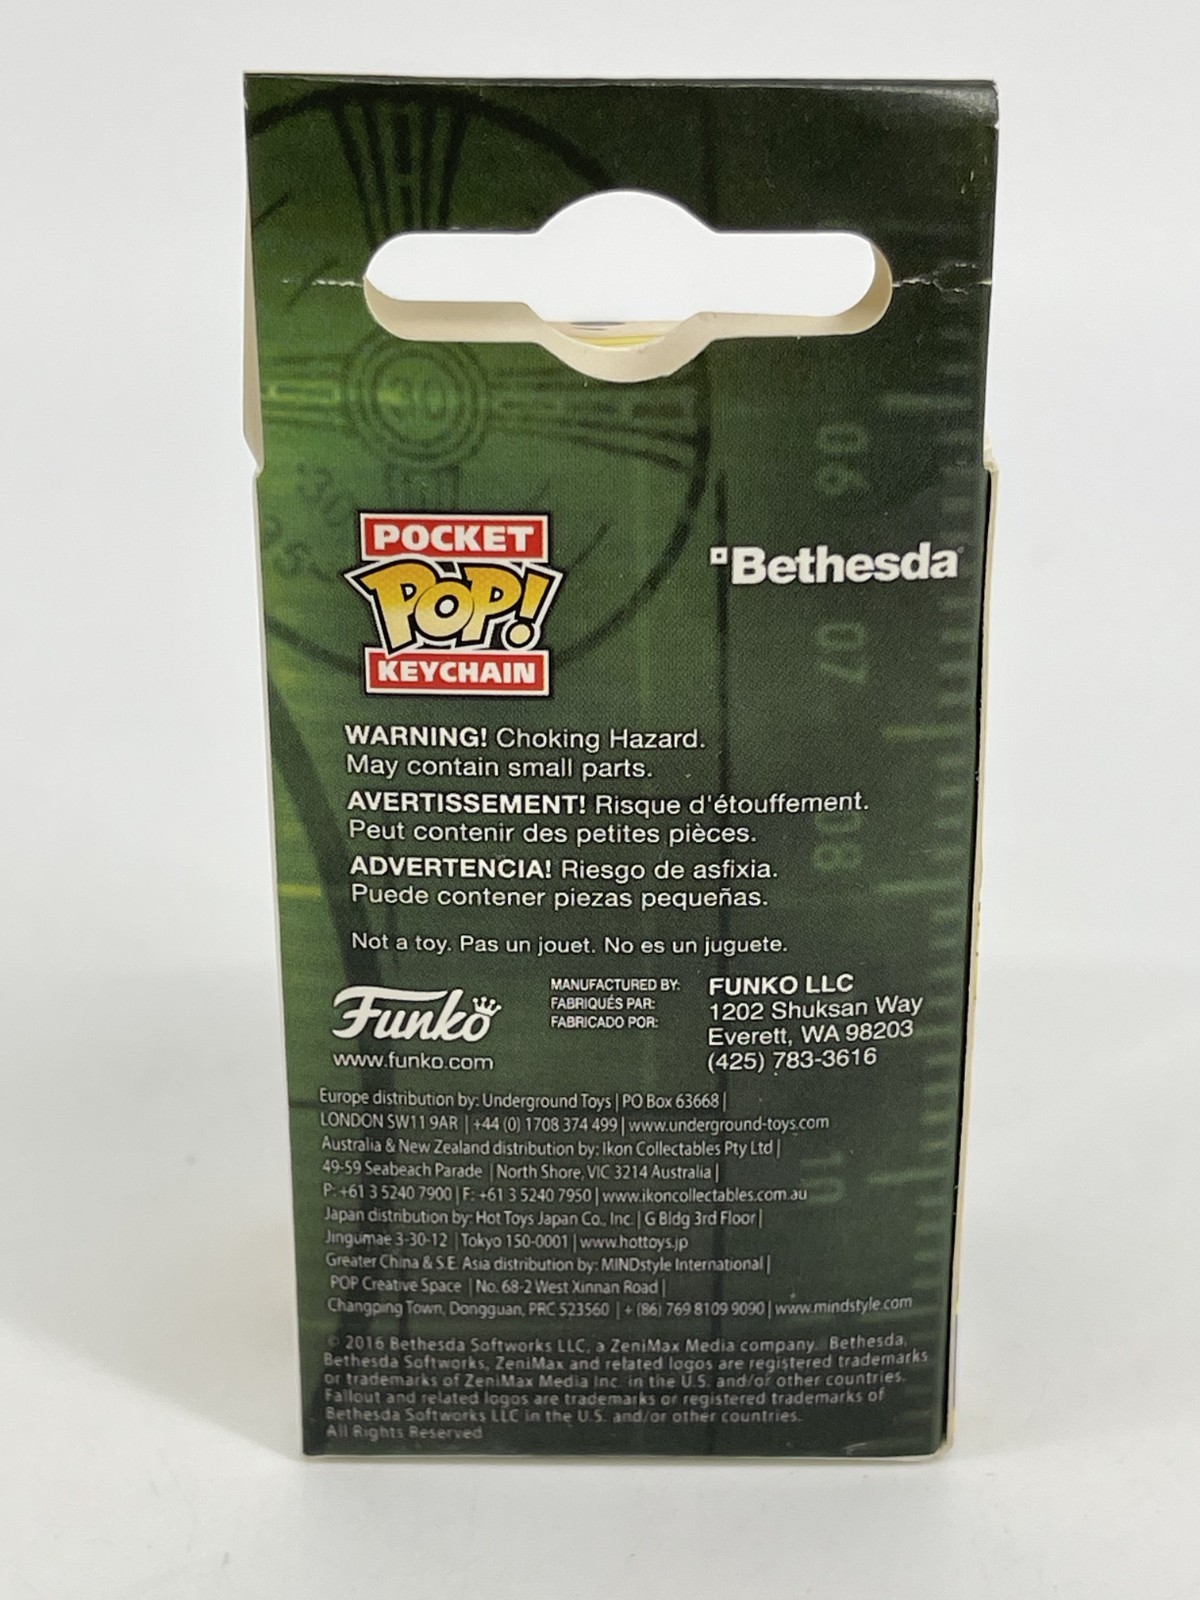 30
30
06
POCKET
POP!
KEYCHAIN
Bethesda
07
08
WARNING! Choking Hazard.
May contain small parts.
AVERTISSEMENT! Risque d'étouffement.
Peut contenir des petites pièces.
ADVERTENCIA! Riesgo de asfixia.
Puede contener piezas pequeñas.
Not a toy. Pas un jouet. No es un juguete.
Funko
www.funko.com
MANUFACTURED BY:
FABRIQUÉS PAR:
FABRICADO POR:
FUNKO LLC
1202 Shuksan Way
Everett, WA 98203
(425) 783-3616
10
Europe distribution by: Underground Toys | PO Box 63668 |
LONDON SW11 9AR | +44 (0) 1708 374 499 | www.underground-toys.com
Australia & New Zealand distribution by: Ikon Collectables Pty Ltd |
49-59 Seabeach Parade | North Shore, VIC 3214 Australia |
P: +61 3 5240 7900 | F: +61 3 5240 7950 | www.ikoncollectables.com.au
Japan distribution by: Hot Toys Japan Co., Inc. | G Bldg 3rd Floor |
Jingumae 3-30-12 | Tokyo 150-0001 | www.hottoys.jp
Greater China & S.E. Asia distribution by: MINDstyle International |
POP Creative Space | No. 68-2 West Xinnan Road |
Changping Town, Dongguan, PRC 523560 | + (86) 769 8109 9090 | www.mindstyle.com
© 2016 Bethesda Softworks LLC, a ZeniMax Media company. Bethesda,
Bethesda Softworks, ZeniMax and related logos are registered trademarks
or trademarks of ZeniMax Media Inc. in the U.S. and/or other countries.
Fallout and related logos are trademarks or registered trademarks of
Bethesda Softworks LLC in the U.S. and/or other countries.
All Rights Reserved